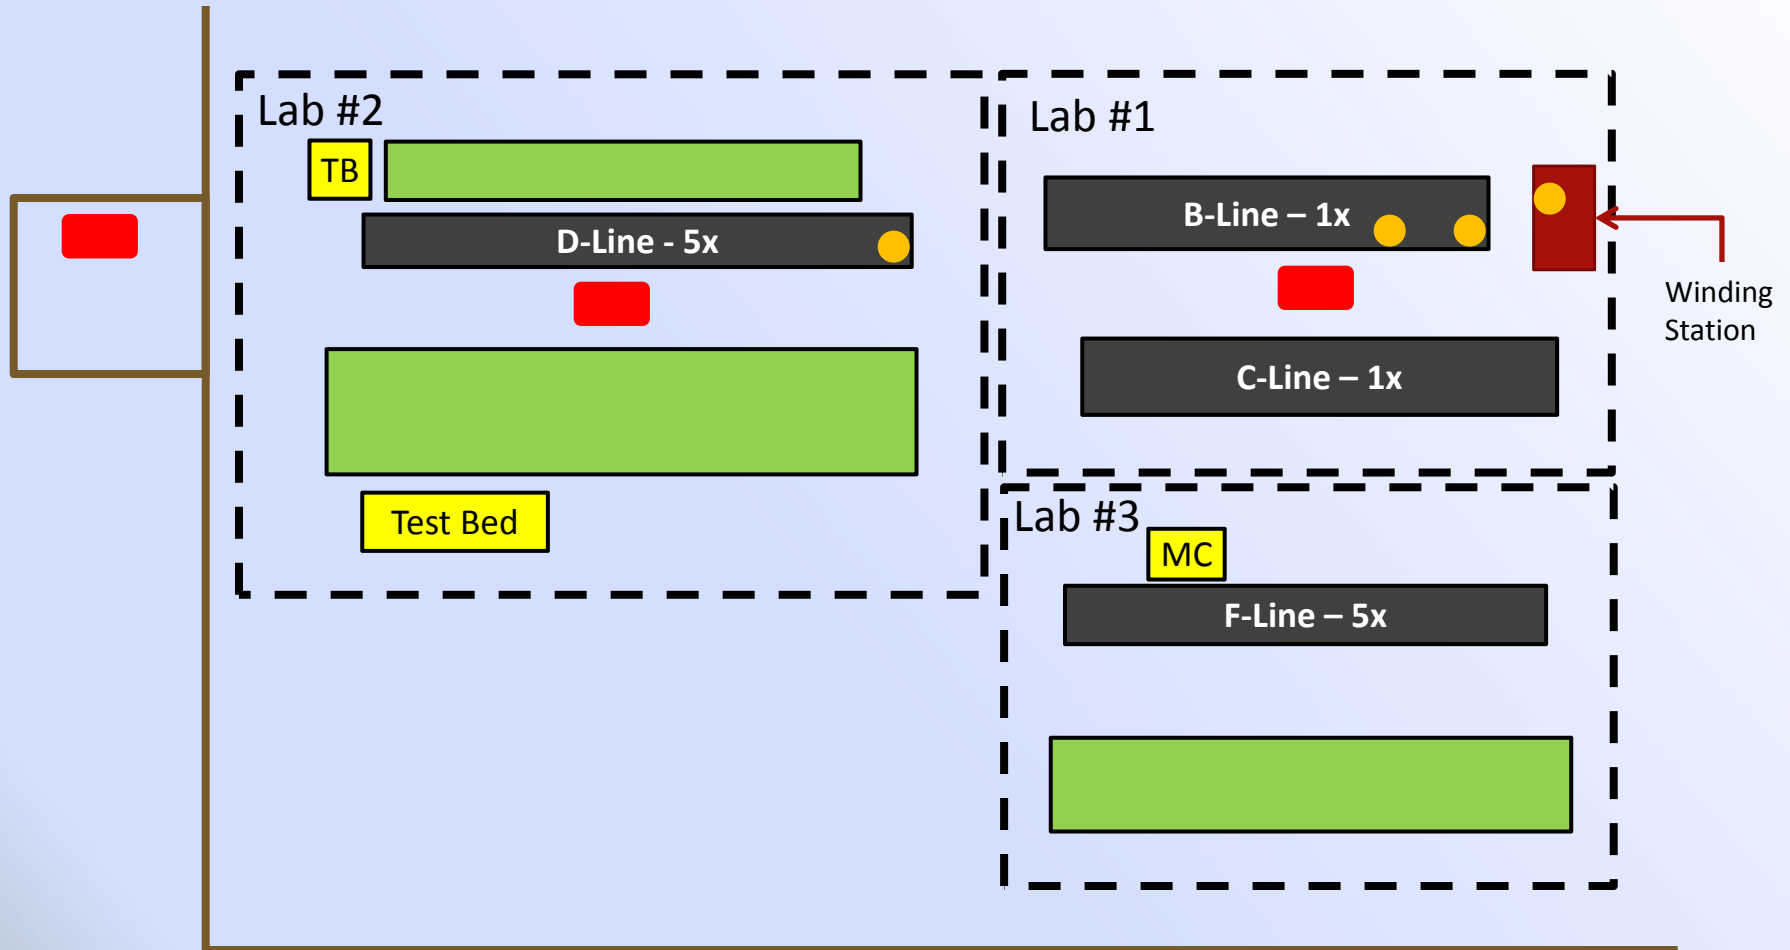 Lab #2
TB
D-Line - 5x
Test Bed
Lab #1
B-Line – 1x
C-Line – 1x
Winding
Station
Lab #3
MC
F-Line – 5x